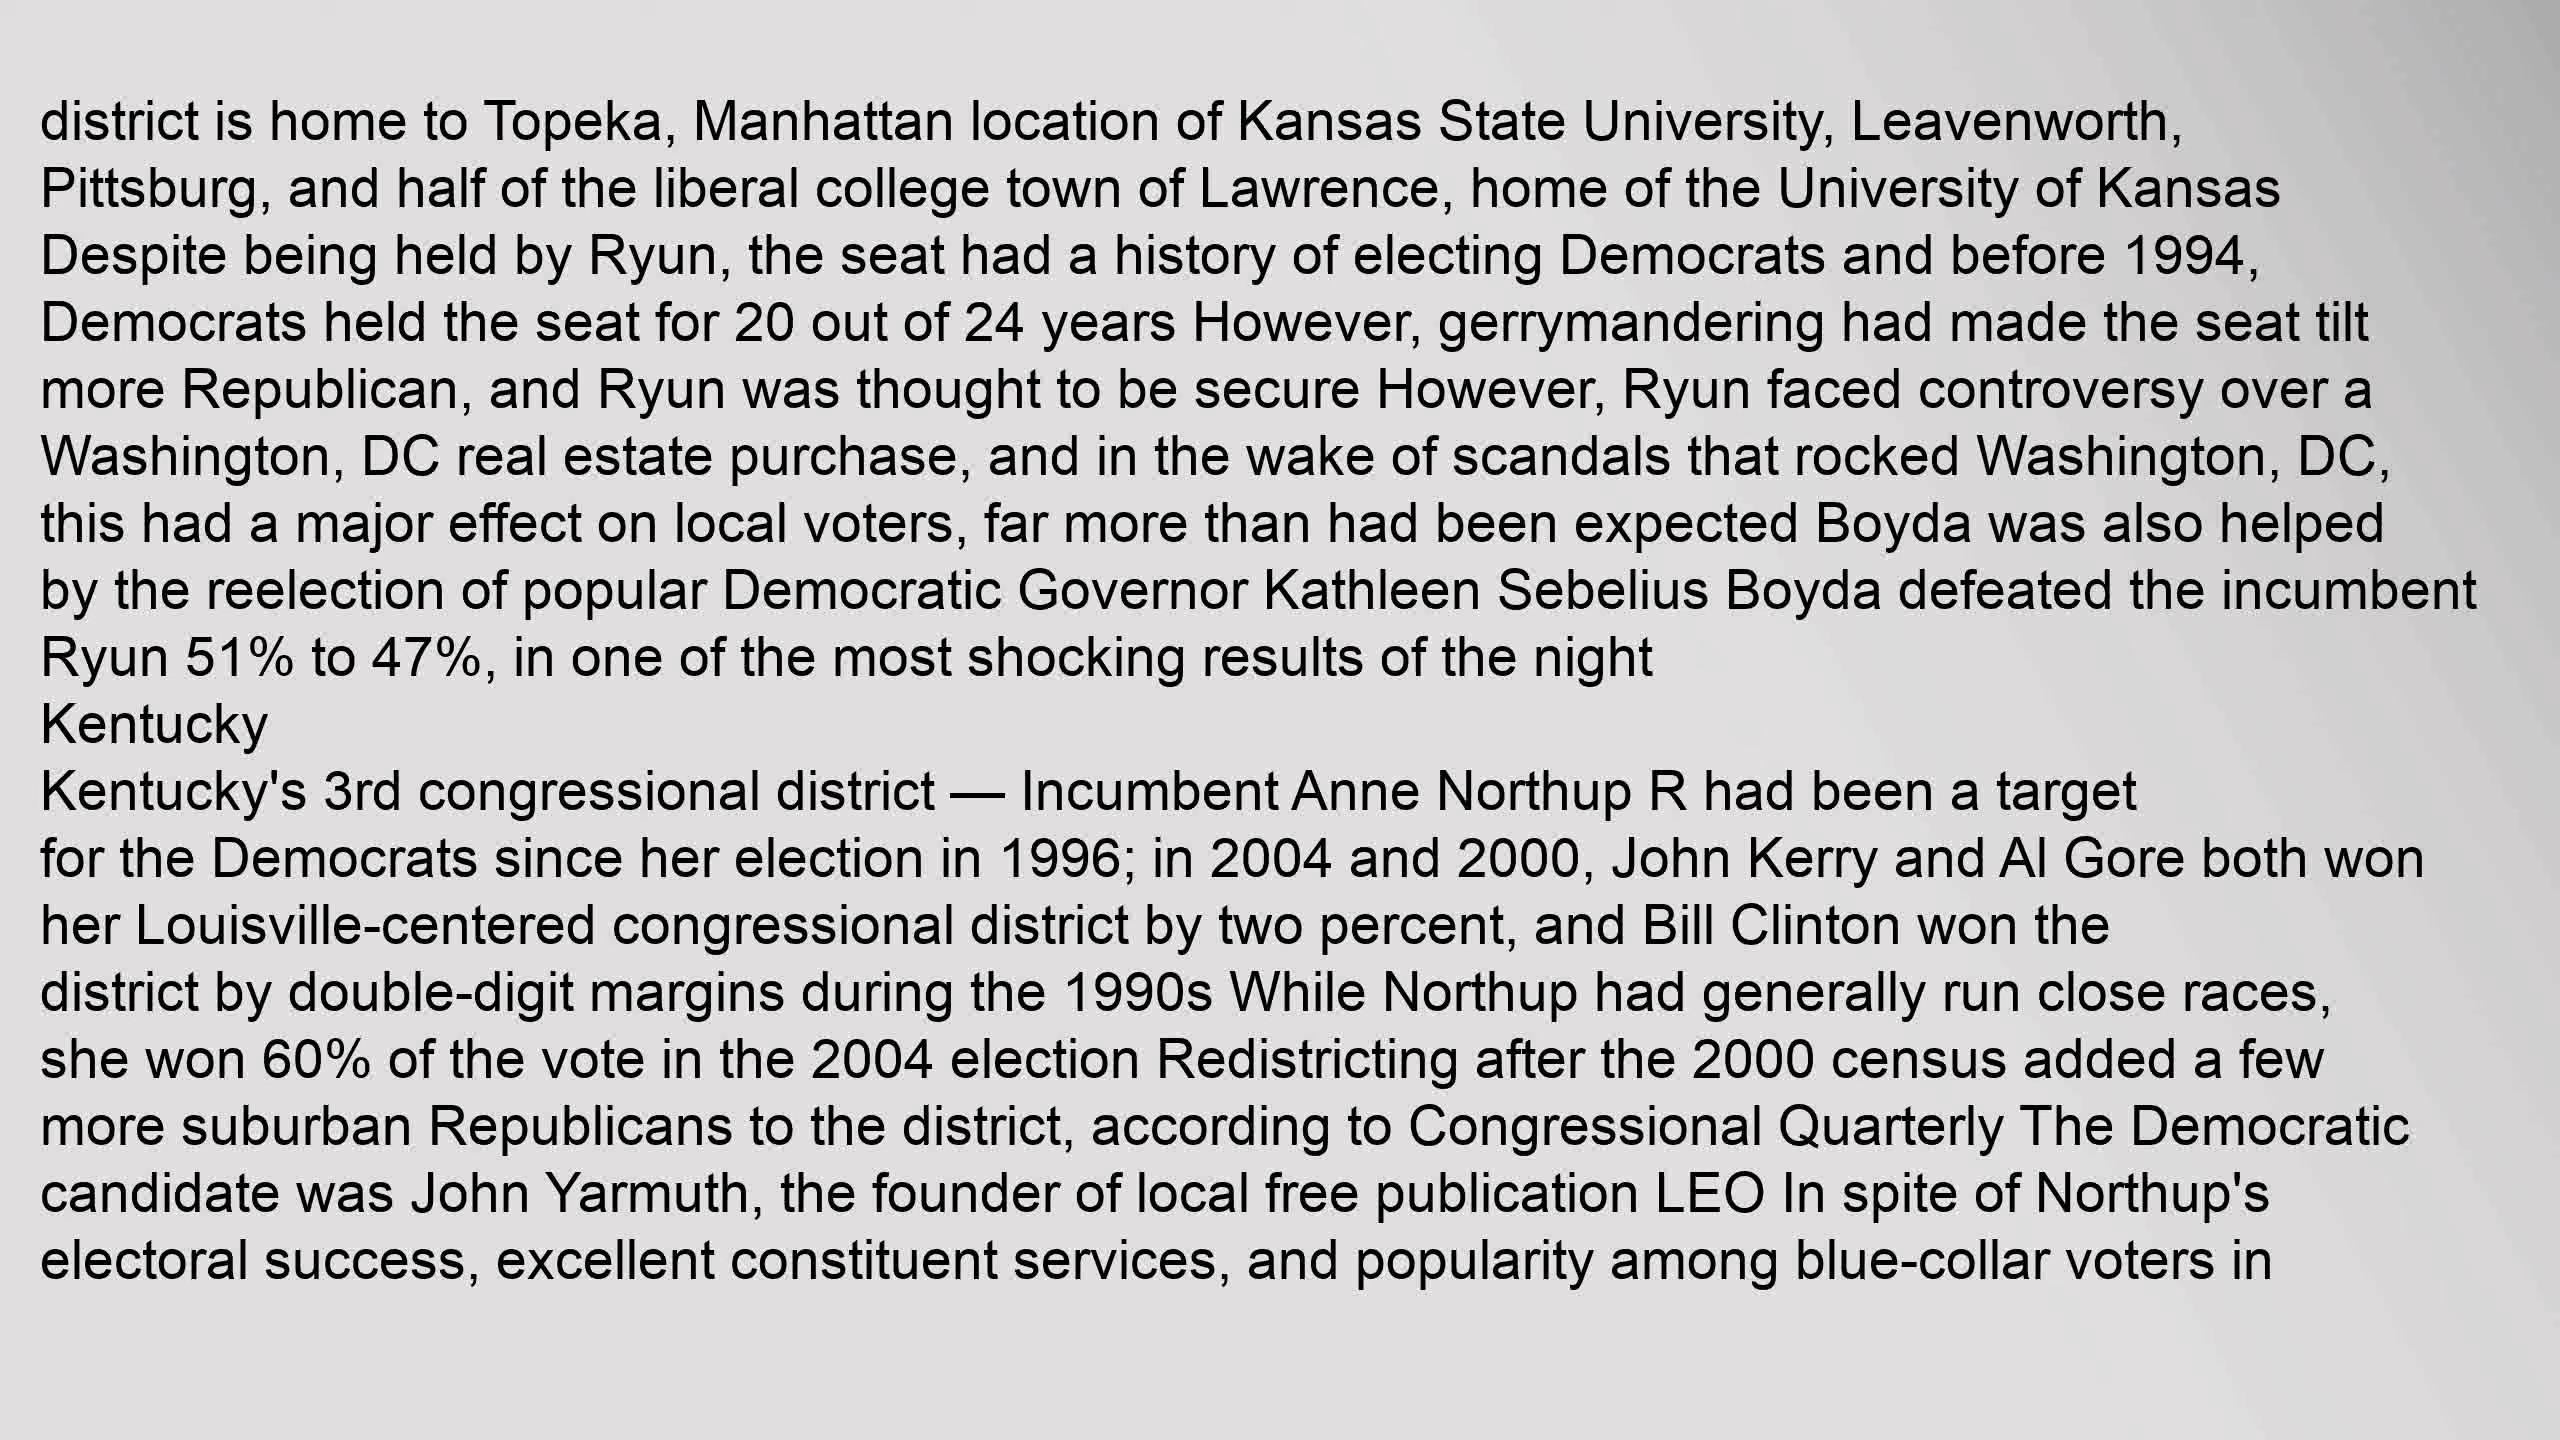 district is home to Topeka, Manhattan location of Kansas State University, Leavenworth,
Pittsburg, and half of the liberal college town of Lawrence, home of the University of Kansas
Despite being held by Ryun, the seat had a history of electing Democrats and before 1994,
Democrats held the seat for 20 out of 24 years However, gerrymandering had made the seat tilt
more Republican, and Ryun was thought to be secure However, Ryun faced controversy over a
Washington, DC real estate purchase, and in the wake of scandals that rocked Washington, DC,
this had a major effect on local voters, far more than had been expected Boyda was also helped
by the reelection of popular Democratic Governor Kathleen Sebelius Boyda defeated the incumbent
Ryun 51% to 47%, in one of the most shocking results of the night
Kentucky
Kentucky's 3rd congressional district — Incumbent Anne Northup R had been a target
for the Democrats since her election in 1996; in 2004 and 2000, John Kerry and Al Gore both won
her Louisville-centered congressional district by two percent, and Bill Clinton won the
district by double-digit margins during the 1990s While Northup had generally run close races,
she won 60% of the vote in the 2004 election Redistricting after the 2000 census added a few
more suburban Republicans to the district, according to Congressional Quarterly The Democratic
candidate was John Yarmuth, the founder of local free publication LEO In spite of Northup's
electoral success, excellent constituent services, and popularity among blue-collar voters in